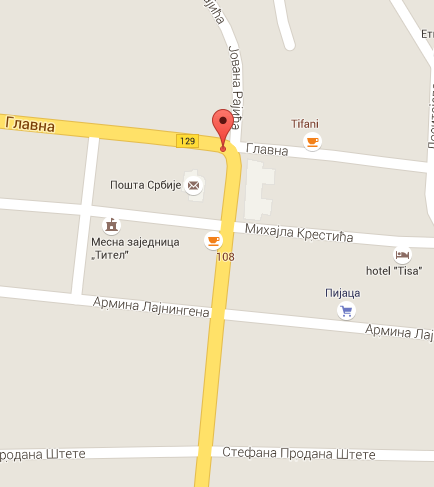 Јована Рајића
Главна
129
Главна
Tifani
Пошта Србије
Михајла Крестића
Месна заједница
„Тител”
108
hotel "Tisa"
Пијаца
Армина Лајнингена
Армина Лај
родана Штете
Стефана Продана Штете